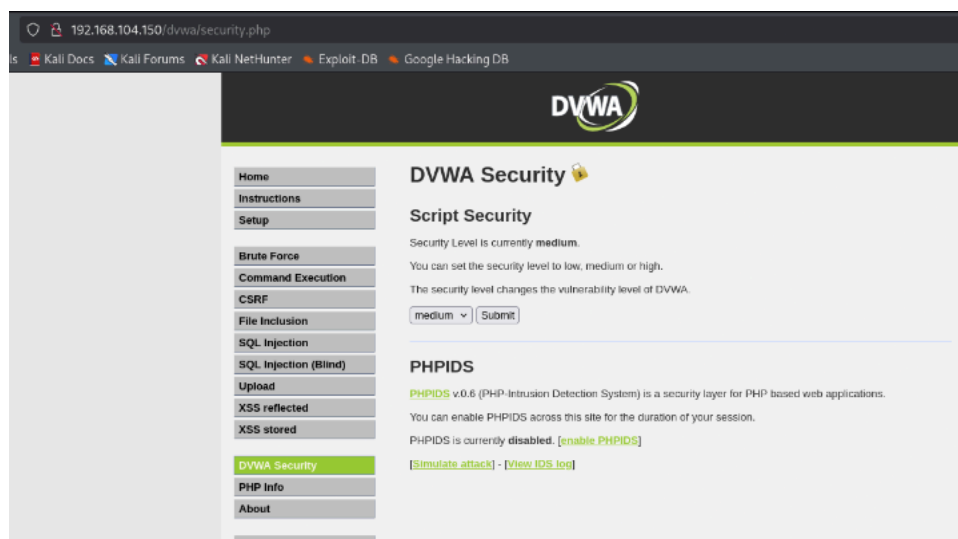 192.168.104.150/dvwa/security.php
ls Kali Docs Kali Forums Kali NetHunter Exploit-DB Google Hacking DB
DVWA
Home
Instructions
Setup
Brute Force
Command Execution
CSRF
File Inclusion
SQL Injection
SQL Injection (Blind)
Upload
XSS reflected
XSS stored
DVWA Security
PHP Info
About
DVWA Security
Script Security
Security Level is currently medium.
You can set the security level to low, medium or high.
The security level changes the vulnerability level of DVWA.
medium Submit
PHPIDS
PHPIDS v.0.6 (PHP-Intrusion Detection System) is a security layer for PHP based web applications.
You can enable PHPIDS across this site for the duration of your session.
PHPIDS is currently disabled. [enable PHPIDS]
[Simulate attack] - [View IDS log]